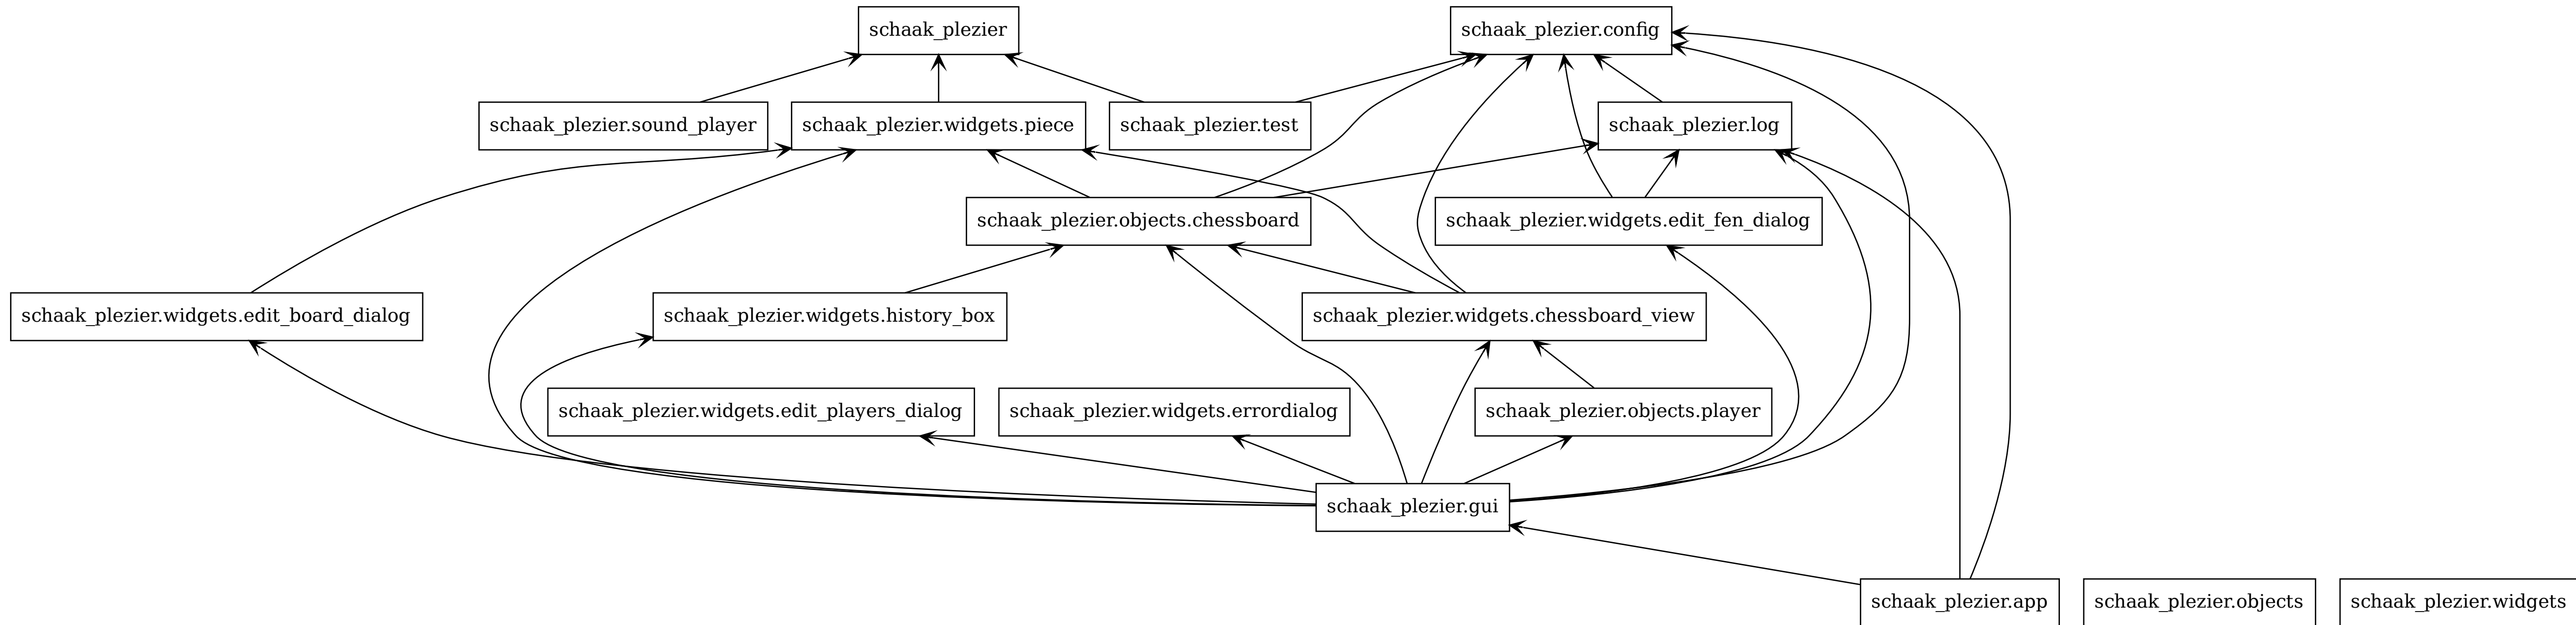 schaak_plezier
schaak_plezier.config
schaak_plezier.sound_player
schaak_plezier.widgets.piece
schaak_plezier.test
schaak_plezier.log
schaak_plezier.objects.chessboard
schaak_plezier.widgets.edit_fen_dialog
schaak_plezier.widgets.edit_board_dialog
schaak_plezier.widgets.history_box
schaak_plezier.widgets.chessboard_view
schaak_plezier.widgets.edit_players_dialog
schaak_plezier.widgets.errordialog
schaak_plezier.objects.player
schaak_plezier.gui
schaak_plezier.app
schaak_plezier.objects
schaak_plezier.widgets